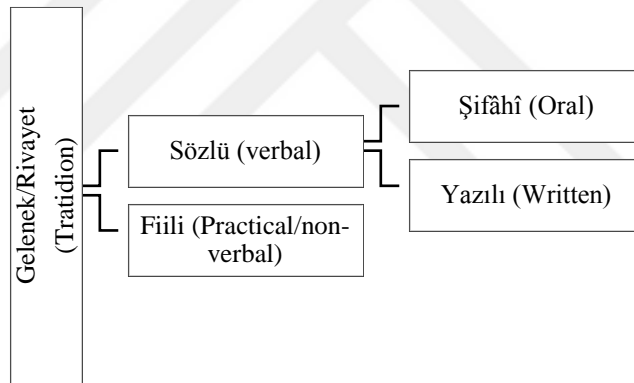 Gelenek/Rivayet
(Tratidion)
Sözlü (verbal)
Fiili (Practical/non-
verbal)
Şifâhî (Oral)
Yazılı (Written)